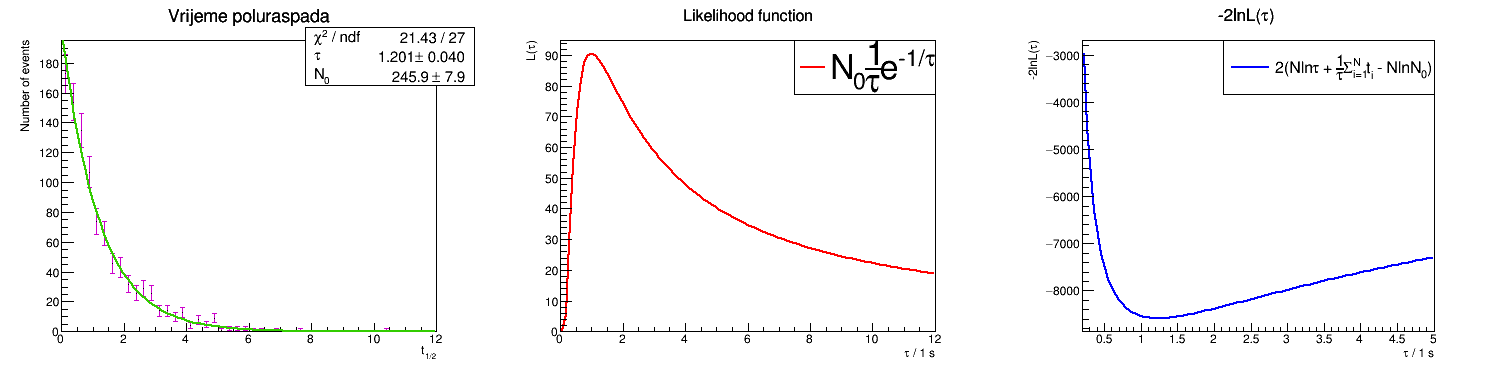 Vrijeme poluraspada
Number of events
χ² / ndf 21.43 / 27
τ 1.201± 0.040
N₀ 245.9 ± 7.9
180
160
140
120
100
80
60
40
20
0
0 2 4 6 8 10 12
t₁/₂
Likelihood function
L(τ)
N₀ 1/τ e^-1/τ
90
80
70
60
50
40
30
20
10
0
0 2 4 6 8 10 12
τ / 1 s
-2lnL(τ)
-2lnL(τ)
2(Nlnτ + 1/τ Σᵢ₌₁ᴺ tᵢ - NlnN₀)
−3000
−4000
−5000
−6000
−7000
−8000
0.5 1 1.5 2 2.5 3 3.5 4 4.5 5
τ / 1 s